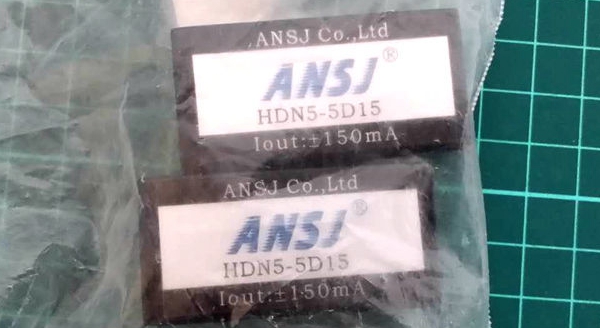 ANSJ Co.,Ltd
ANSJ®
HDN5-5D15
Iout:±150mA
ANSJ Co.,Ltd
ANSJ®
HDN5-5D15
Iout:±150mA